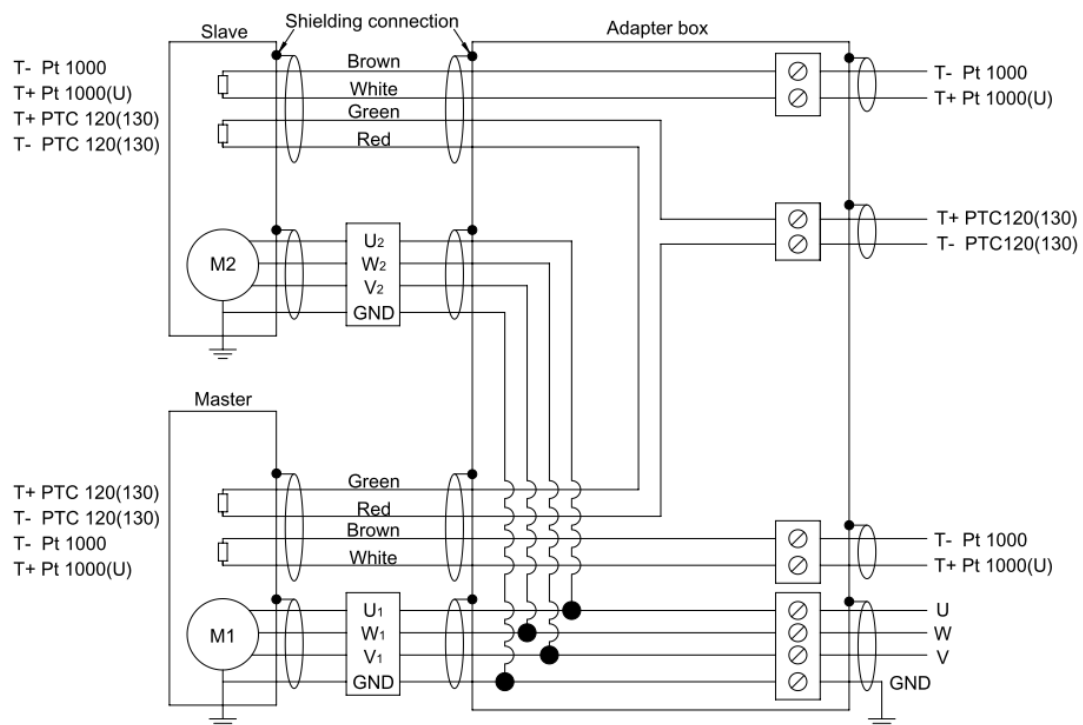 Shielding connection
Slave
Adapter box
T- Pt 1000
T+ Pt 1000(U)
T+ PTC 120(130)
T- PTC 120(130)
Brown
White
Green
Red
T- Pt 1000
T+ Pt 1000(U)
T+ PTC120(130)
T- PTC120(130)
M2
U2
W2
V2
GND
Master
T+ PTC 120(130)
T- PTC 120(130)
T- Pt 1000
T+ Pt 1000(U)
Green
Red
Brown
White
T- Pt 1000
T+ Pt 1000(U)
M1
U1
W1
V1
GND
U
W
V
GND